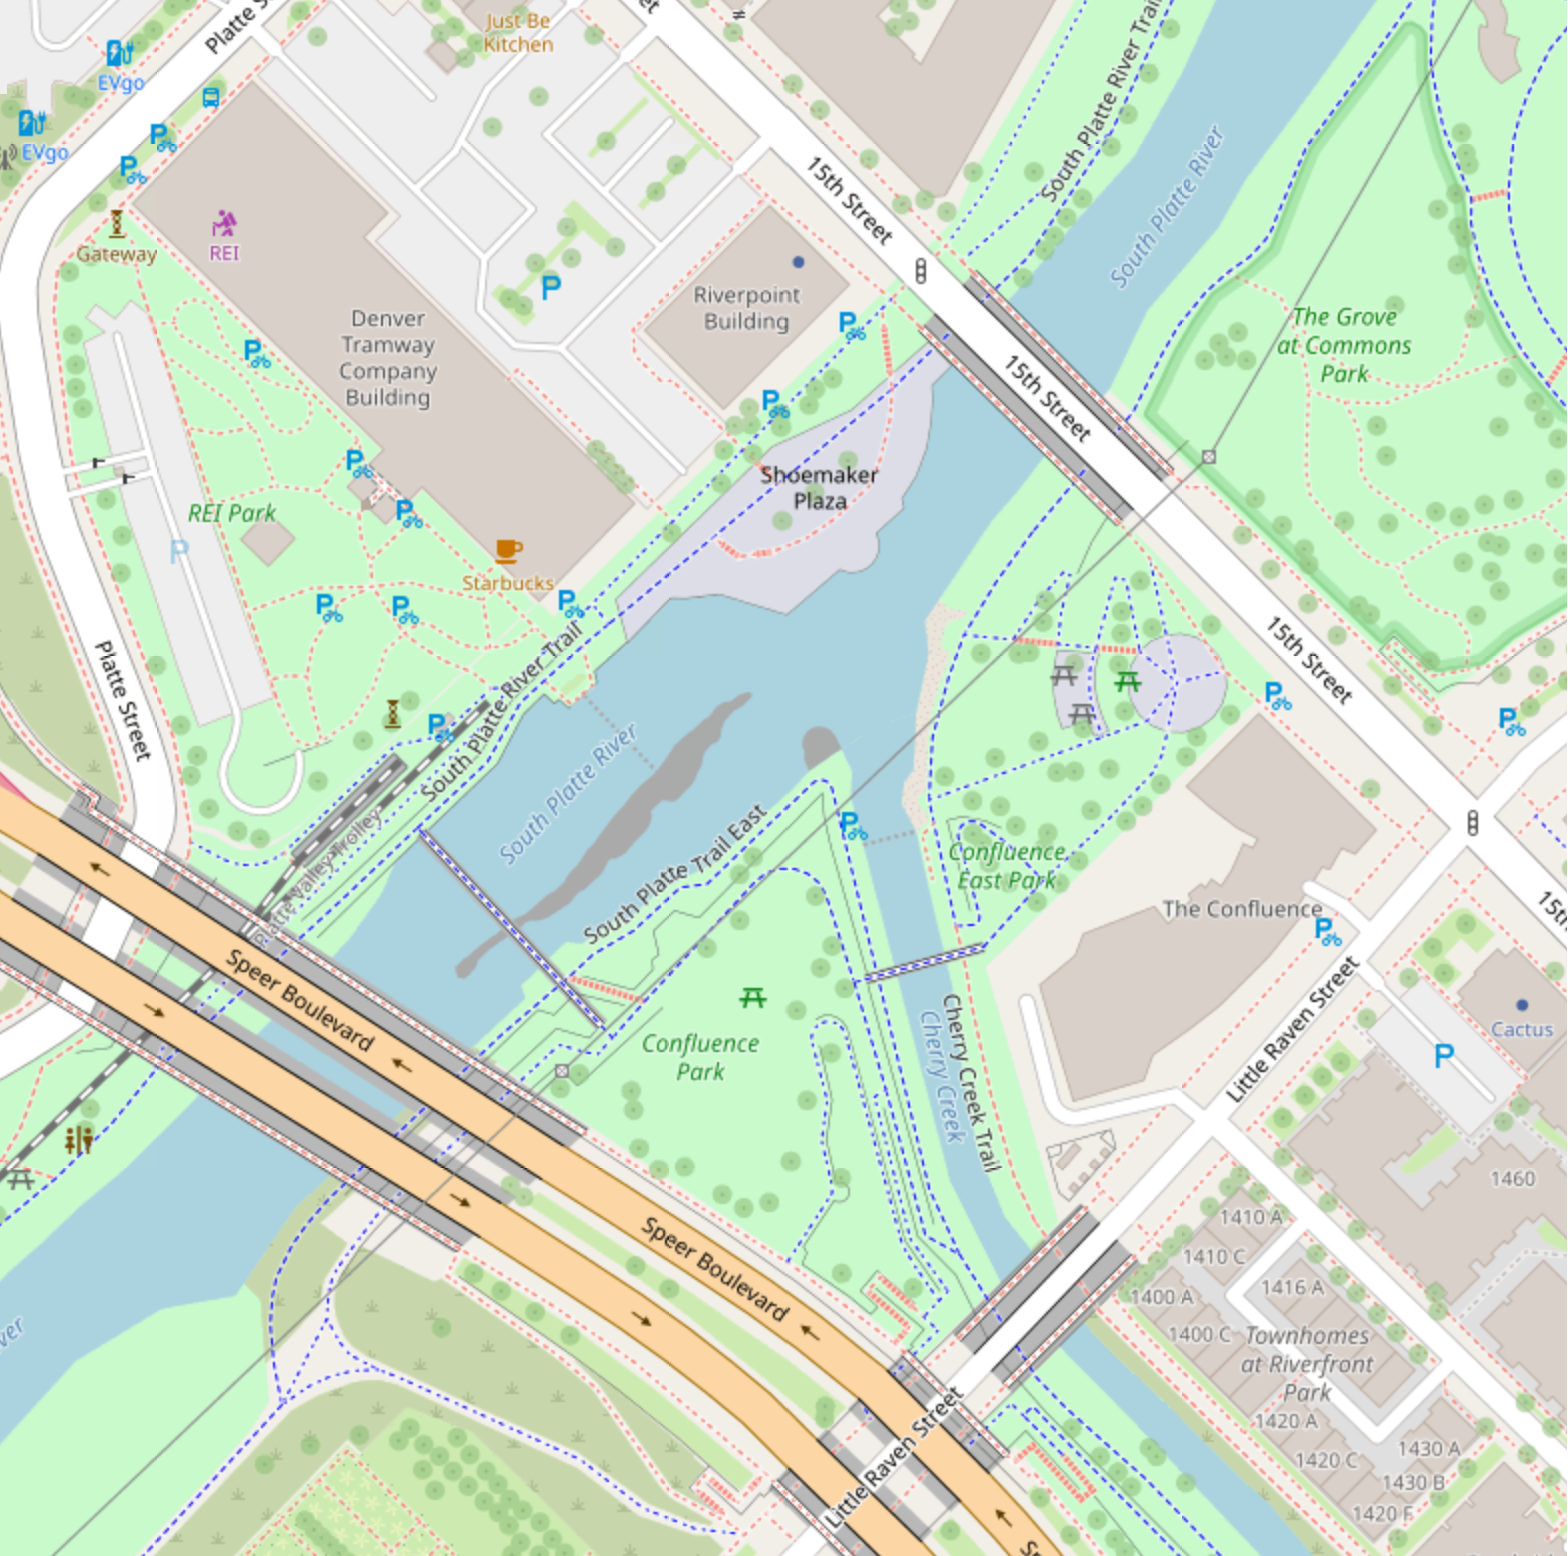 Platte S
Just Be
Kitchen
et
EVgo
EVgo
Gateway
REI
Denver
Tramway
Company
Building
Riverpoint
Building
P
15th Street
South Platte River Trail
South Platte River
The Grove
at Commons
Park
15th Street
Shoemaker
Plaza
REI Park
P
Starbucks
Platte Street
South Platte River Trail
South Platte River
Platte Valley Trolley
South Platte Trail East
15th Street
Confluence
East Park
The Confluence
15th
Speer Boulevard
Confluence
Park
Cherry Creek
Cherry Creek Trail
Little Raven Street
Cactus
P
1460
1410 A
1410 C
1416 A
1400 A
1400 C
Townhomes
at Riverfront
Park
1420 A
1420 C
1430 A
1430 B
1420 F
Speer Boulevard
Little Raven Street
ver
Sp